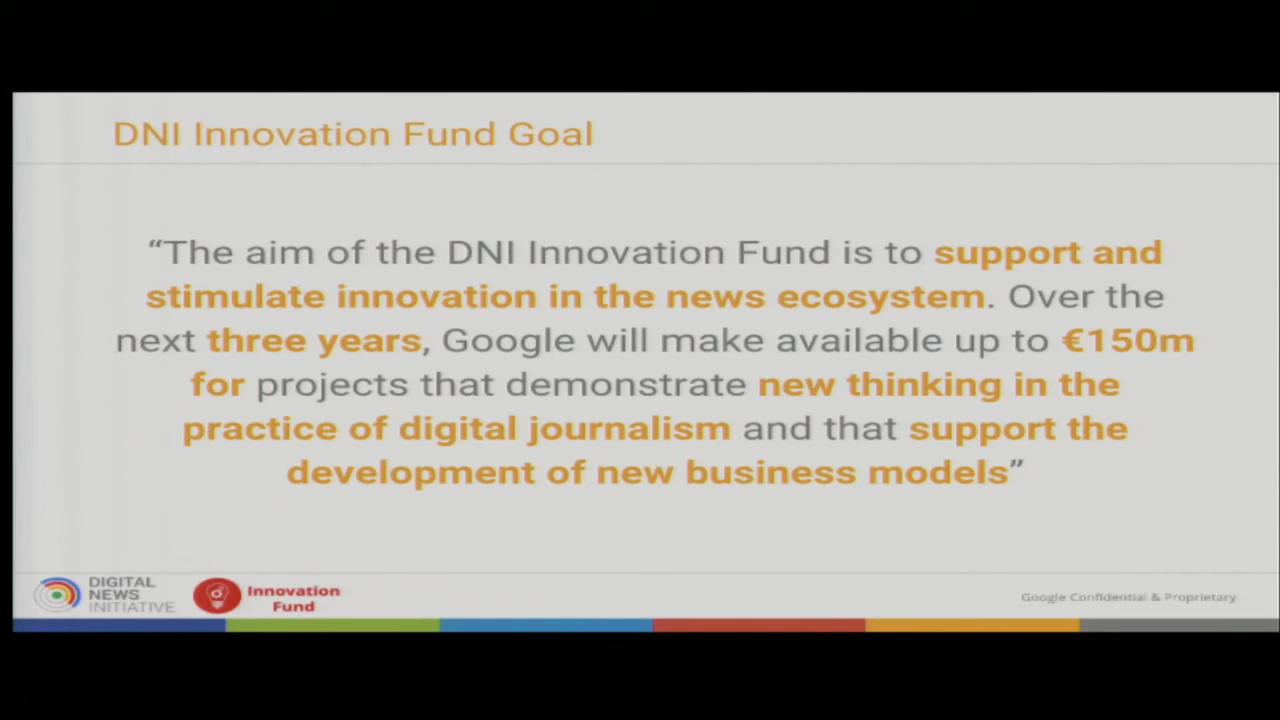 DNI Innovation Fund Goal
“The aim of the DNI Innovation Fund is to support and
stimulate innovation in the news ecosystem. Over the
next three years, Google will make available up to €150m
for projects that demonstrate new thinking in the
practice of digital journalism and that support the
development of new business models”
DIGITAL
NEWS
INITIATIVE
Innovation
Fund
Google Confidential & Proprietary